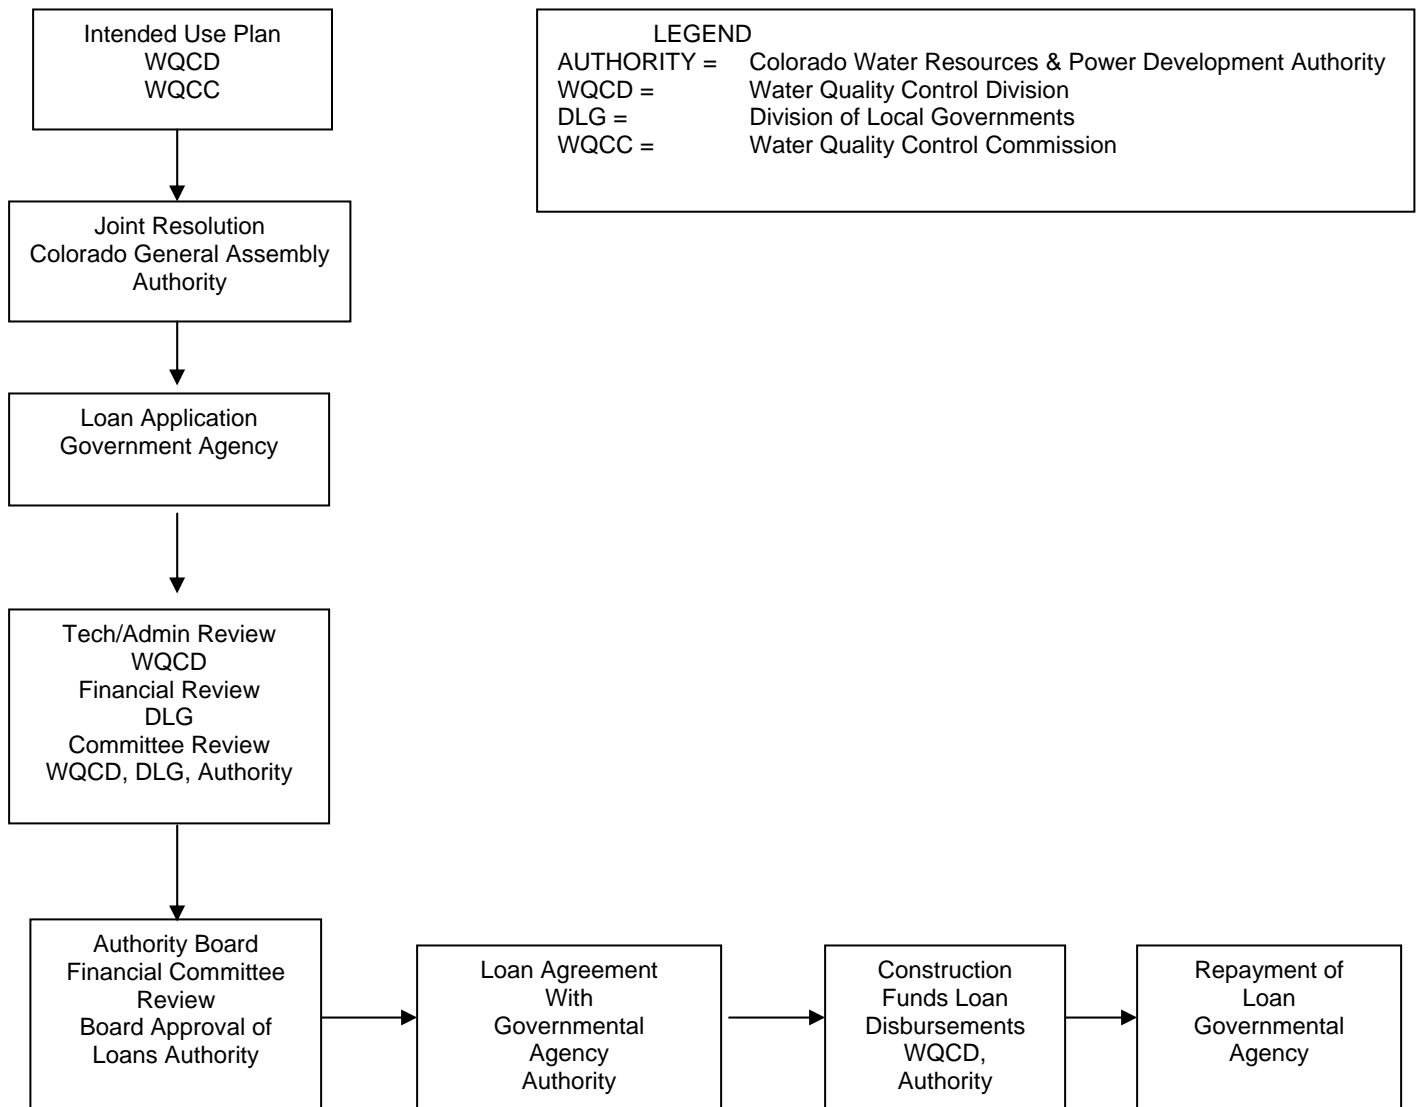 Intended Use Plan
WQCD
WQCC
LEGEND
AUTHORITY = Colorado Water Resources & Power Development Authority
WQCD = Water Quality Control Division
DLG = Division of Local Governments
WQCC = Water Quality Control Commission
Joint Resolution
Colorado General Assembly
Authority
Loan Application
Government Agency
Tech/Admin Review
WQCD
Financial Review
DLG
Committee Review
WQCD, DLG, Authority
Authority Board
Financial Committee
Review
Board Approval of
Loans Authority
Loan Agreement
With
Governmental
Agency
Authority
Construction
Funds Loan
Disbursements
WQCD,
Authority
Repayment of
Loan
Governmental
Agency